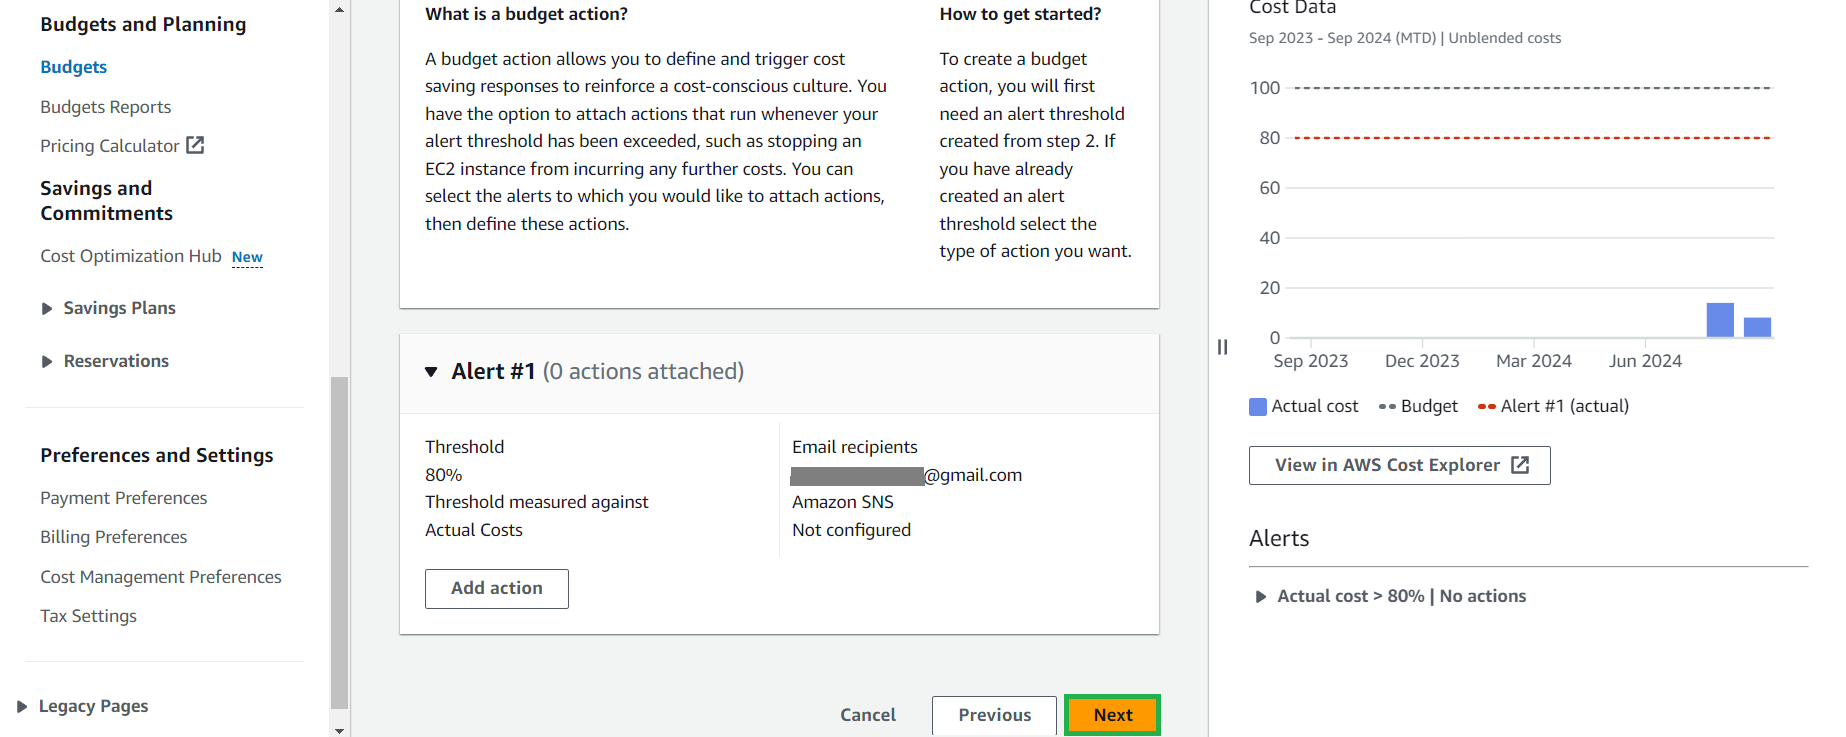 Budgets and Planning
Budgets
Budgets Reports
Pricing Calculator
Savings and
Commitments
Cost Optimization Hub New
Savings Plans
Reservations
Preferences and Settings
Payment Preferences
Billing Preferences
Cost Management Preferences
Tax Settings
Legacy Pages
What is a budget action?
A budget action allows you to define and trigger cost
saving responses to reinforce a cost-conscious culture. You
have the option to attach actions that run whenever your
alert threshold has been exceeded, such as stopping an
EC2 instance from incurring any further costs. You can
select the alerts to which you would like to attach actions,
then define these actions.
How to get started?
To create a budget
action, you will first
need an alert threshold
created from step 2. If
you have already
created an alert
threshold select the
type of action you want.
Alert #1 (0 actions attached)
Threshold
80%
Threshold measured against
Actual Costs
Email recipients
@gmail.com
Amazon SNS
Not configured
Add action
Cancel
Previous
Next
Cost Data
Sep 2023 - Sep 2024 (MTD) | Unblended costs
100
80
60
40
20
0
Sep 2023 Dec 2023 Mar 2024 Jun 2024
Actual cost Budget Alert #1 (actual)
View in AWS Cost Explorer
Alerts
Actual cost > 80% | No actions